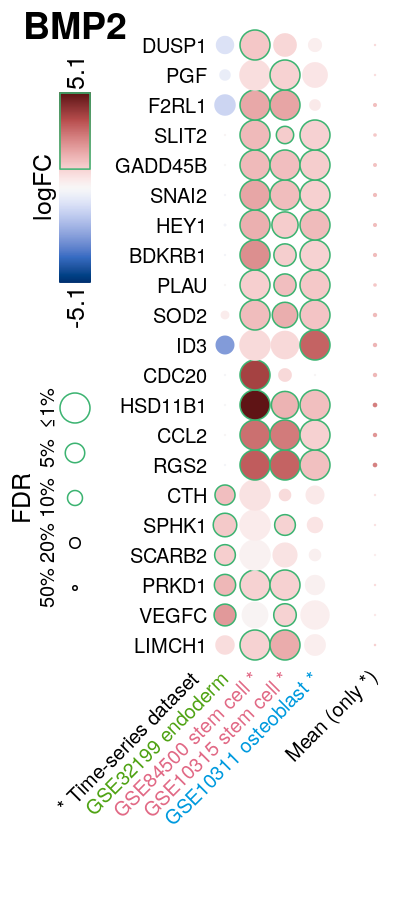 BMP2
5.1
logFC
-5.1
FDR
≤1%
5%
10%
20%
50%
DUSP1
PGF
F2RL1
SLIT2
GADD45B
SNAI2
HEY1
BDKRB1
PLAU
SOD2
ID3
CDC20
HSD11B1
CCL2
RGS2
CTH
SPHK1
SCARB2
PRKD1
VEGFC
LIMCH1
* Time-series dataset
GSE32199 endoderm
GSE84500 stem cell *
GSE10315 stem cell *
GSE10311 osteoblast *
Mean (only *)